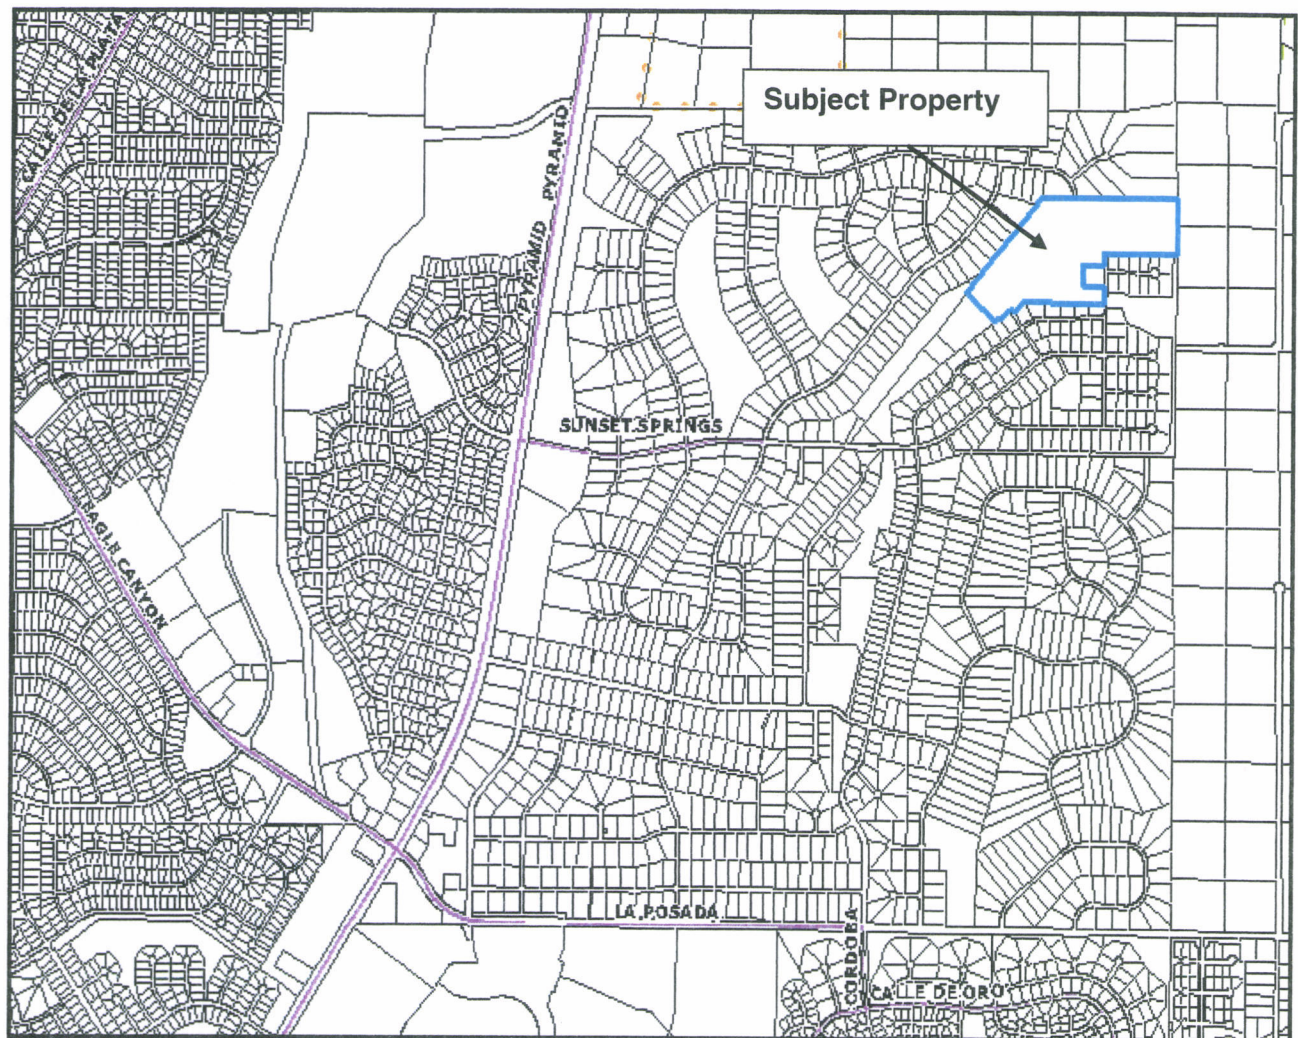 CALLE DE LA PLATA
Subject Property
PYRAMID
PYRAMID
SUNSET SPRINGS
EAGLE CANYON
LA POSADA
CORDOBA
CALLE DE ORO